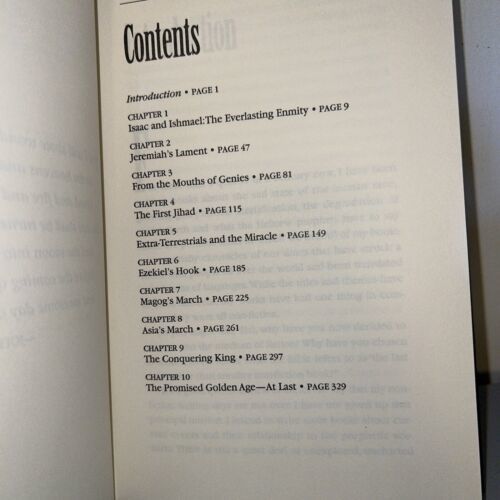 Contents
Introduction • PAGE 1
CHAPTER 1
Isaac and Ishmael: The Everlasting Enmity • PAGE 9
CHAPTER 2
Jeremiah's Lament • PAGE 47
CHAPTER 3
From the Mouths of Genies • PAGE 81
CHAPTER 4
The First Jihad • PAGE 115
CHAPTER 5
Extra-Terrestrials and the Miracle • PAGE 149
CHAPTER 6
Ezekiel's Hook • PAGE 185
CHAPTER 7
Magog's March • PAGE 225
CHAPTER 8
Asia's March • PAGE 261
CHAPTER 9
The Conquering King • PAGE 297
CHAPTER 10
The Promised Golden Age—At Last • PAGE 329